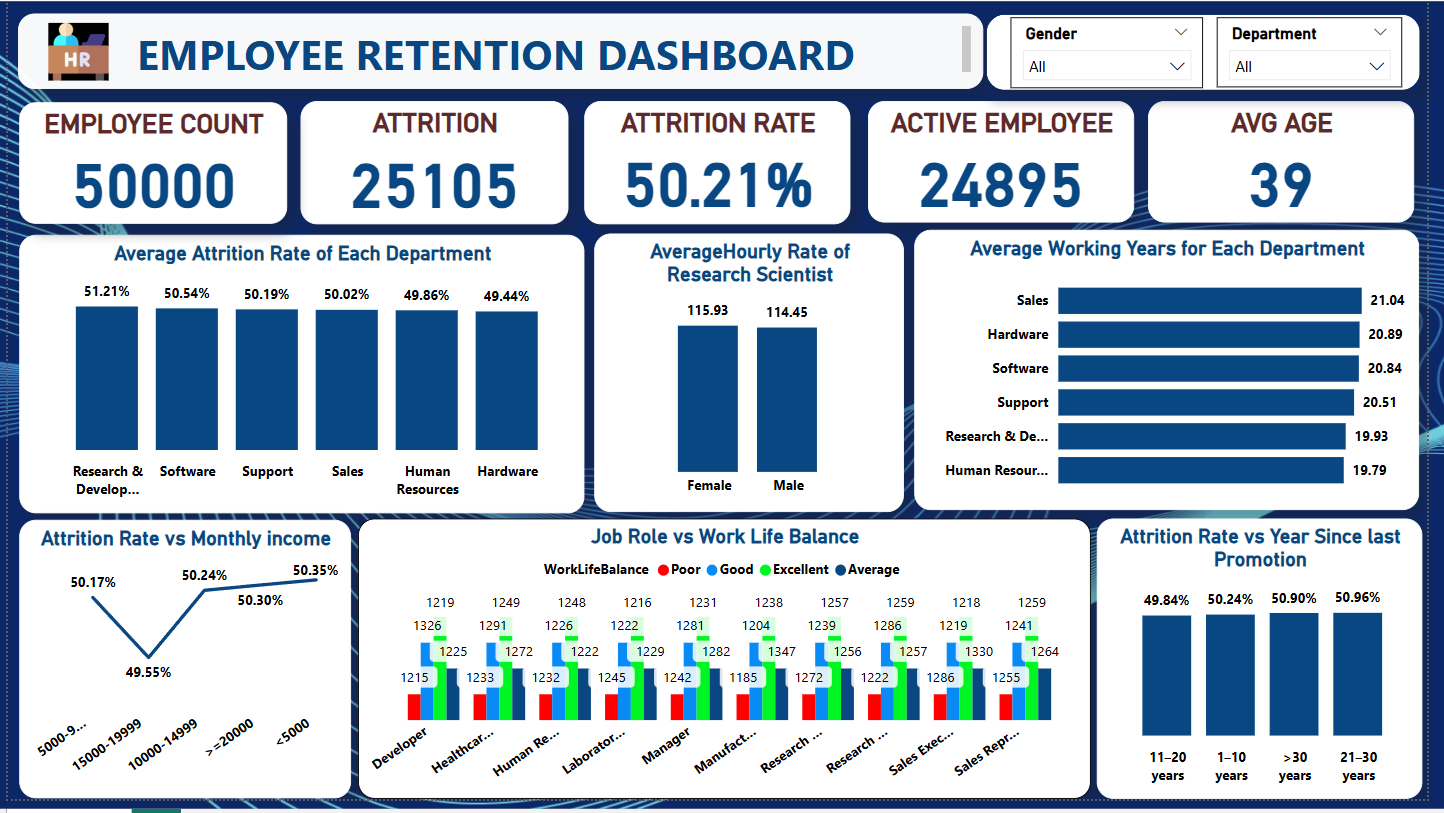 HR
EMPLOYEE RETENTION DASHBOARD
Gender
All
Department
All
EMPLOYEE COUNT
50000
ATTRITION
25105
ATTRITION RATE
50.21%
ACTIVE EMPLOYEE
24895
AVG AGE
39
Average Attrition Rate of Each Department
51.21% 50.54% 50.19% 50.02% 49.86% 49.44%
Research & Develop... Software Support Sales Human Resources Hardware
AverageHourly Rate of
Research Scientist
115.93 114.45
Female Male
Average Working Years for Each Department
Sales 21.04
Hardware 20.89
Software 20.84
Support 20.51
Research & De... 19.93
Human Resour... 19.79
Attrition Rate vs Monthly income
50.17% 49.55% 50.24% 50.30% 50.35%
5000-9... 15000-19999 10000-14999 >=20000 <5000
Job Role vs Work Life Balance
WorkLifeBalance Poor Good Excellent Average
1219 1249 1248 1216 1231 1238 1257 1259 1218 1259
1326 1291 1226 1222 1281 1204 1239 1286 1219 1241
1225 1272 1222 1229 1282 1347 1256 1257 1330 1264
1215 1233 1232 1245 1242 1185 1272 1222 1286 1255
Developer Healthcar... Human Re... Laborator... Manager Manufact... Research ... Research ... Sales Exec... Sales Repr...
Attrition Rate vs Year Since last
Promotion
49.84% 50.24% 50.90% 50.96%
11–20 1–10 >30 21–30
years years years years